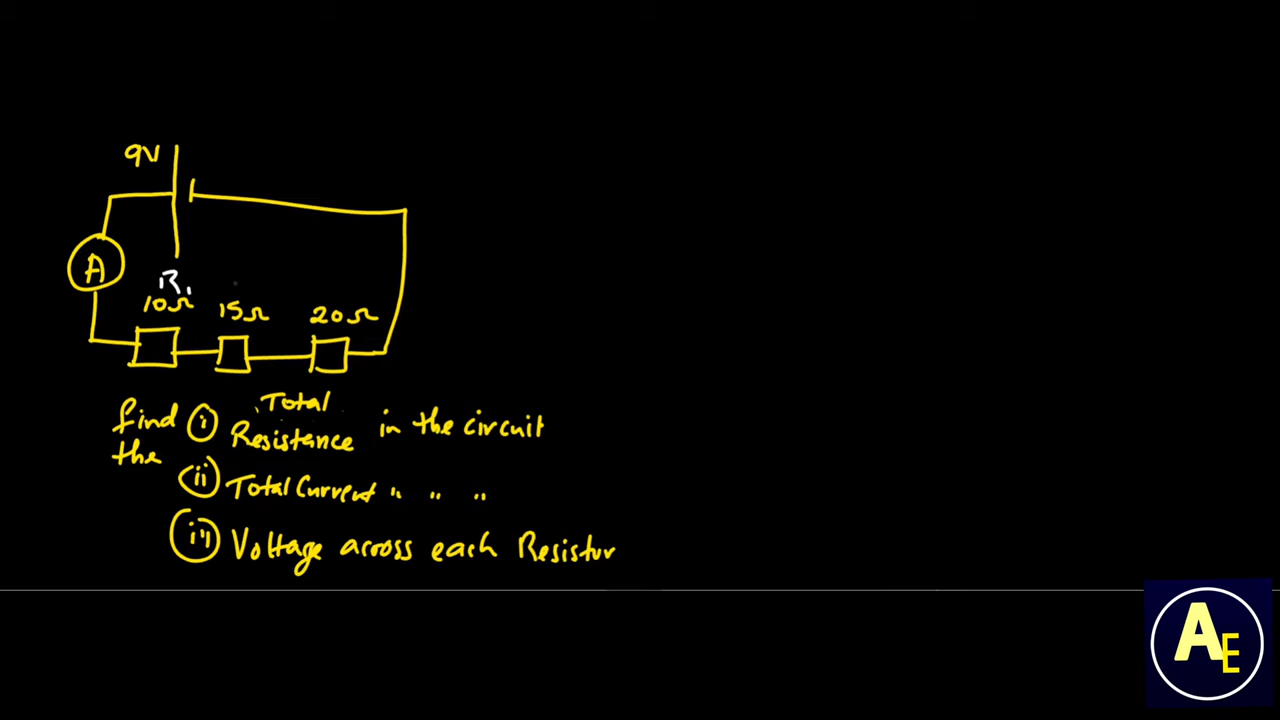 9V
A
R1
10Ω 15Ω 20Ω
find the (i) Total Resistance in the circuit
(ii) Total Current " " "
(iii) Voltage across each Resistor
AE